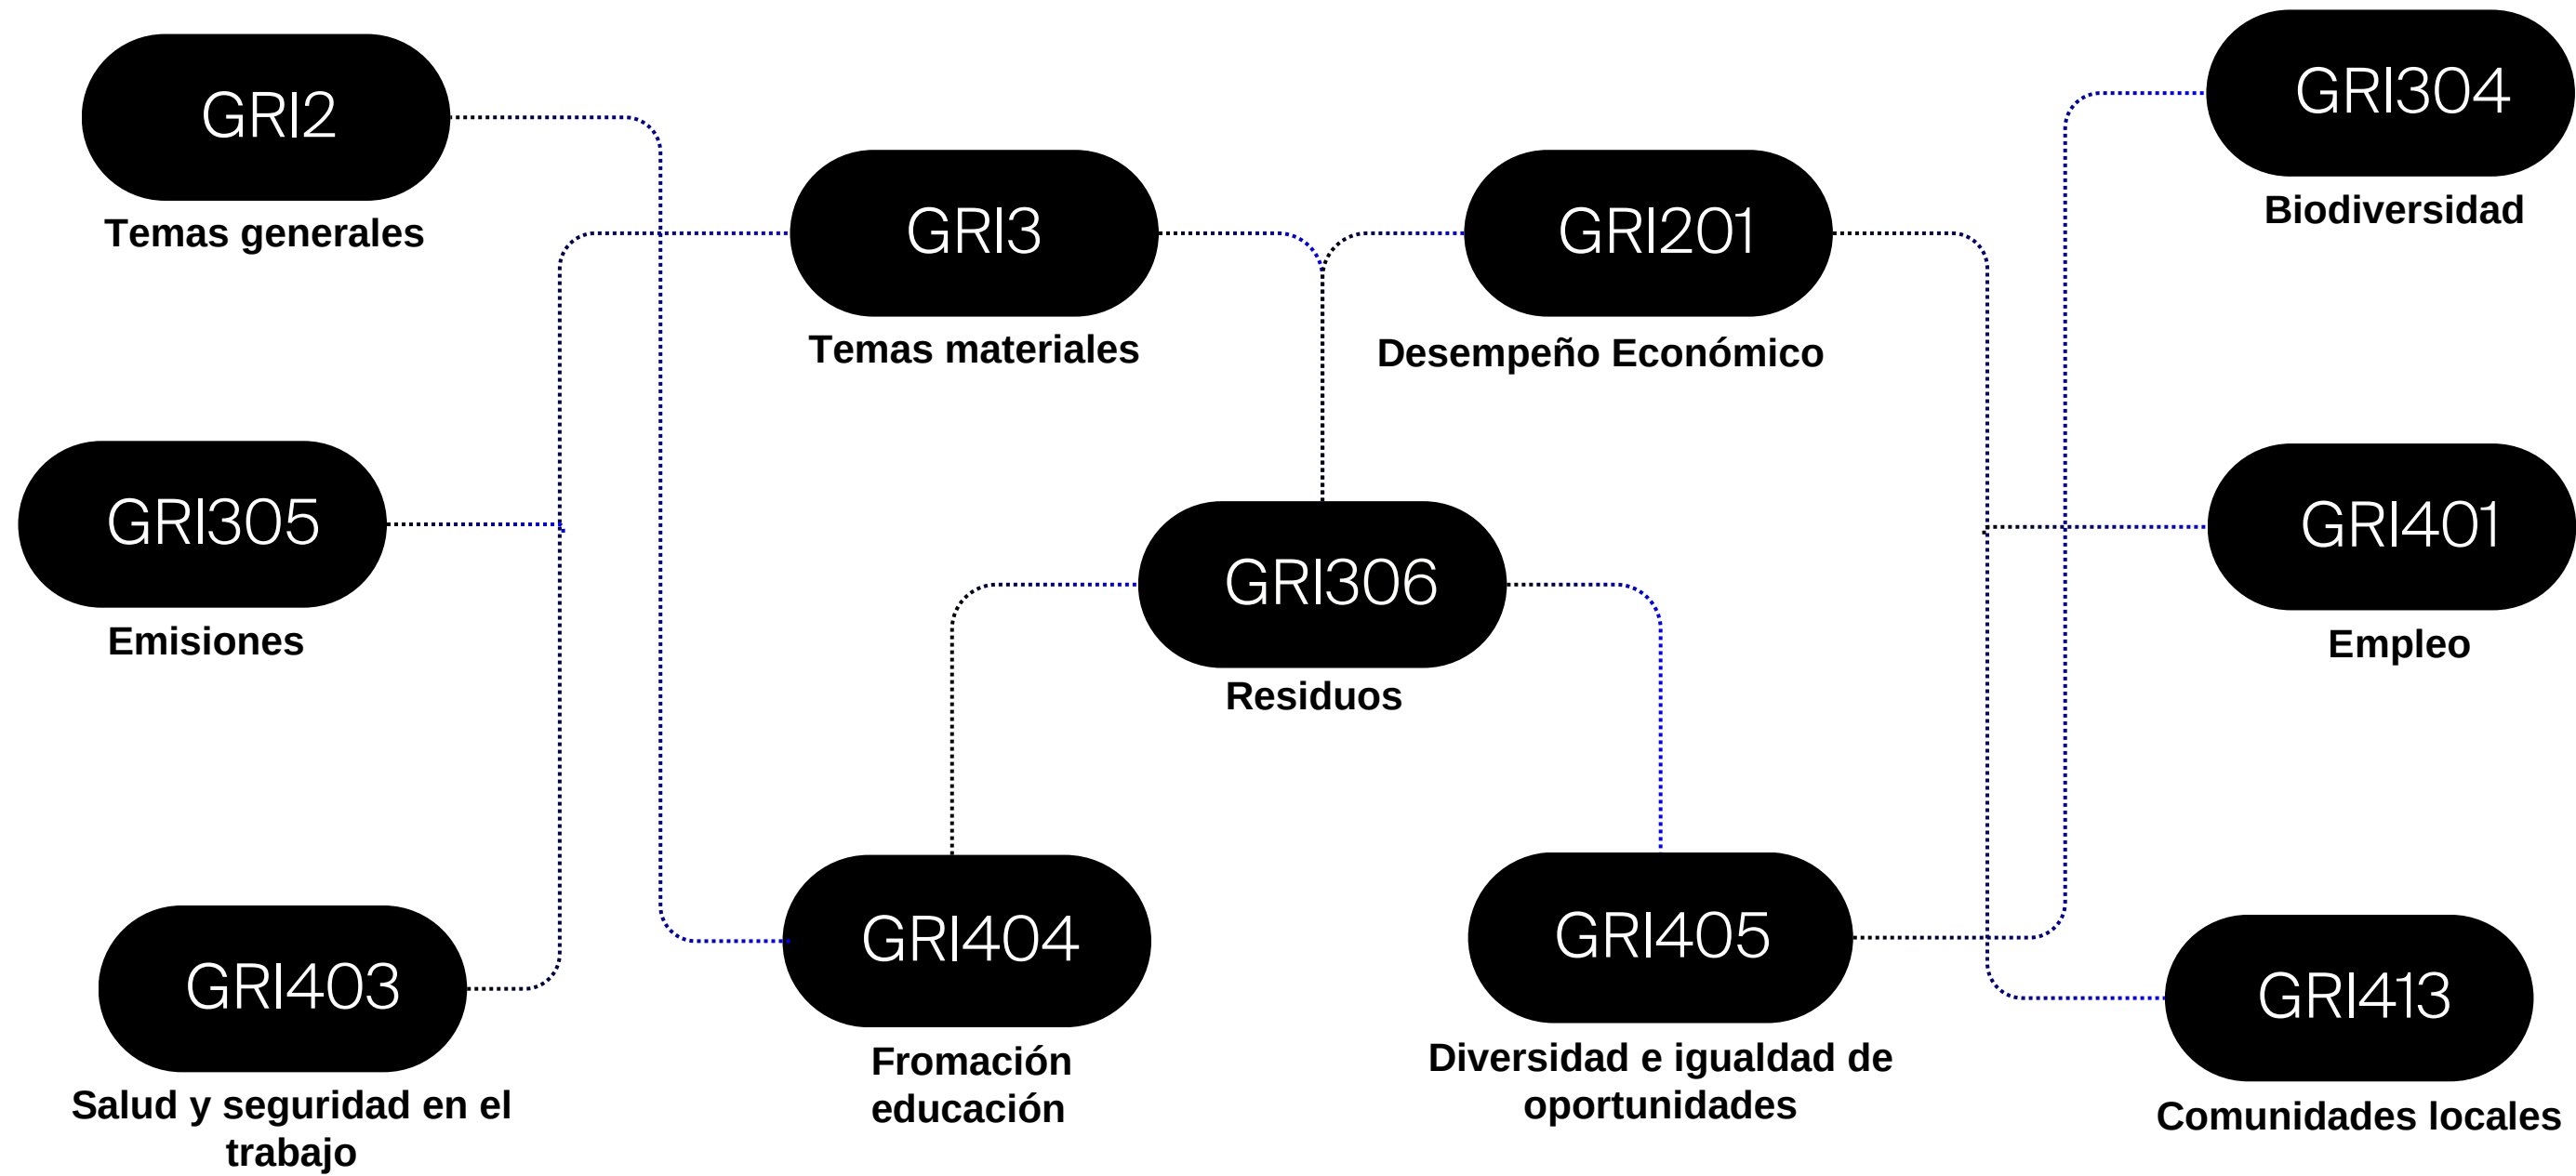 GRI2
Temas generales
GRI3
Temas materiales
GRI201
Desempeño Económico
GRI304
Biodiversidad
GRI305
Emisiones
GRI306
Residuos
GRI401
Empleo
GRI403
Salud y seguridad en el
trabajo
GRI404
Fromación
educación
GRI405
Diversidad e igualdad de
oportunidades
GRI413
Comunidades locales